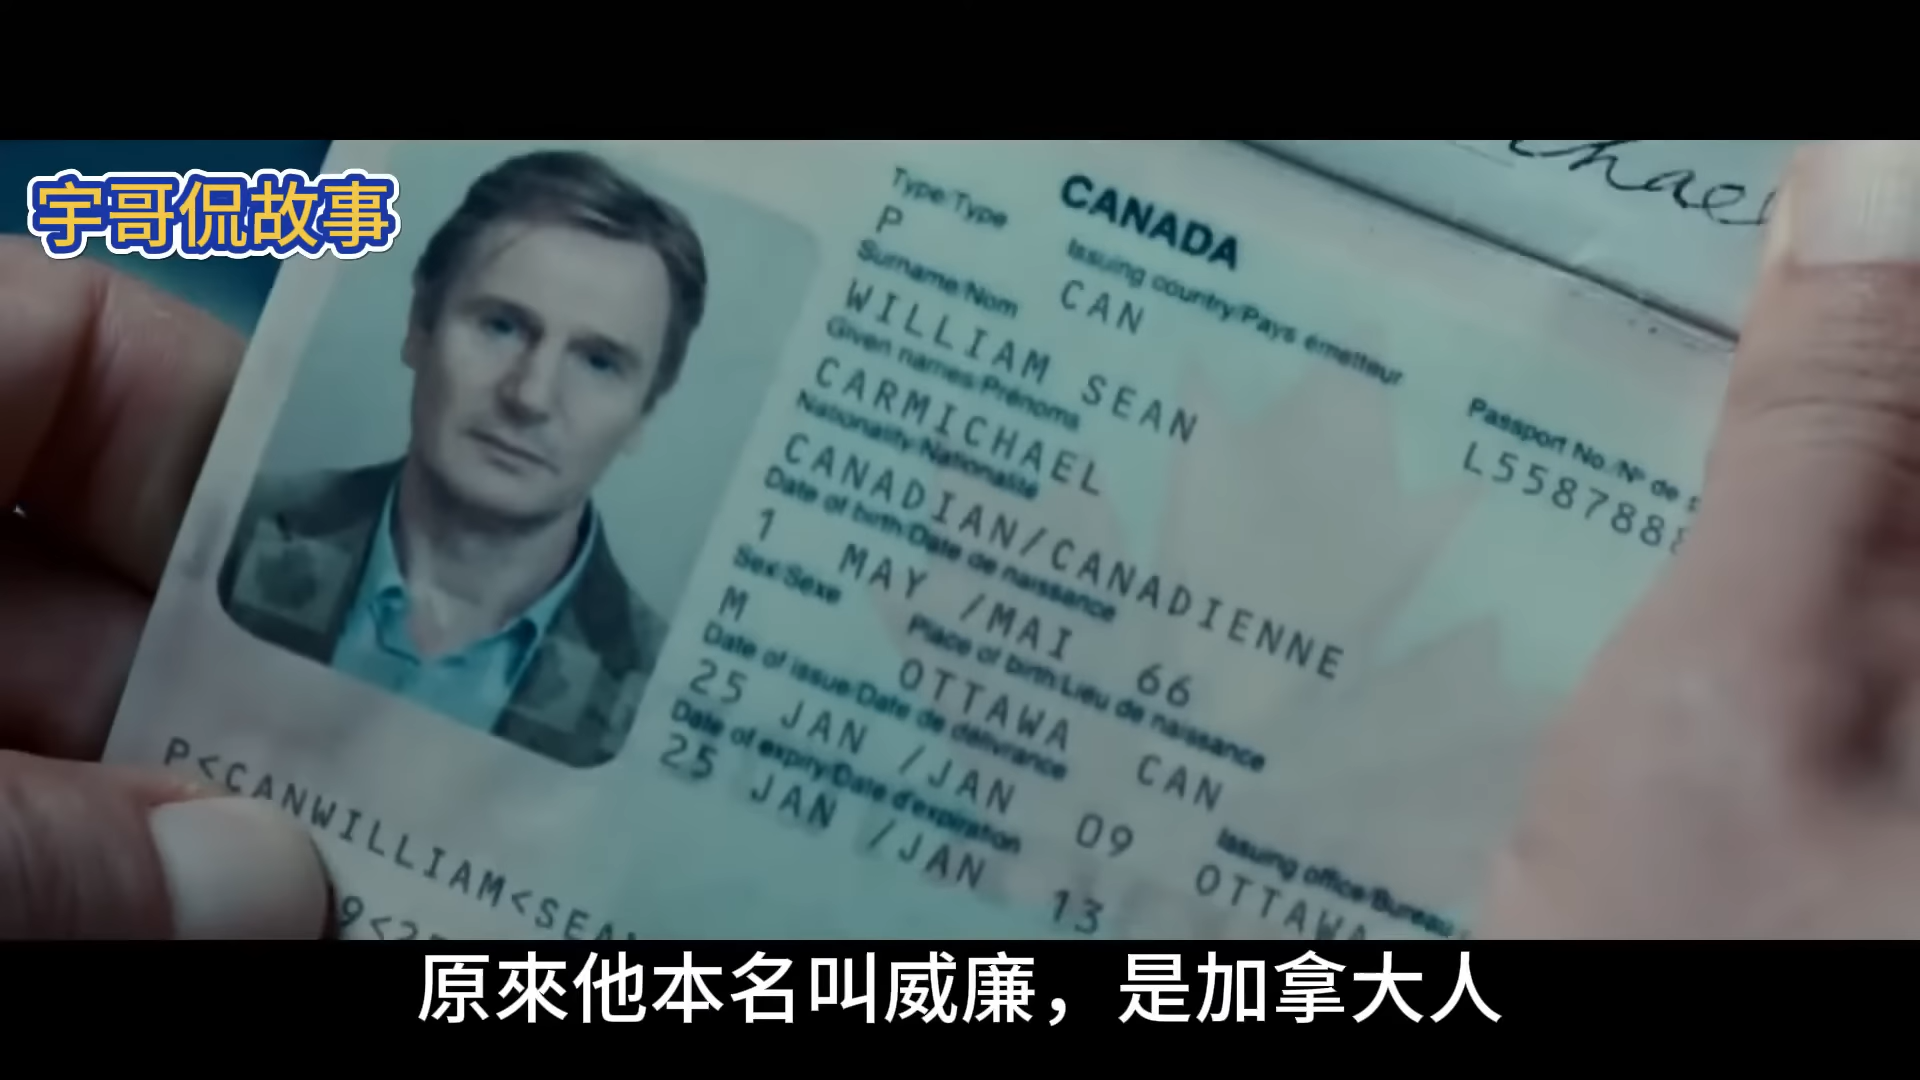 宇哥侃故事
CANADA
Type/Type
P
Issuing country/Pays émetteur
CAN
Surname/Nom
WILLIAM SEAN
Given names/Prénoms
CARMICHAEL
Passport No./Nº de
L5587888
Nationality/Nationalité
CANADIAN/CANADIENNE
Date of birth/Date de naissance
1 MAY /MAI 66
Sex/Sexe
M
Place of birth/Lieu de naissance
OTTAWA CAN
Date of issue/Date de délivrance
25 JAN /JAN 09
Date of expiry/Date d'expiration
25 JAN /JAN 13
Issuing office/Bureau
OTTAWA
P<CANWILLIAM<SEAN
9<25
原來他本名叫威廉，是加拿大人